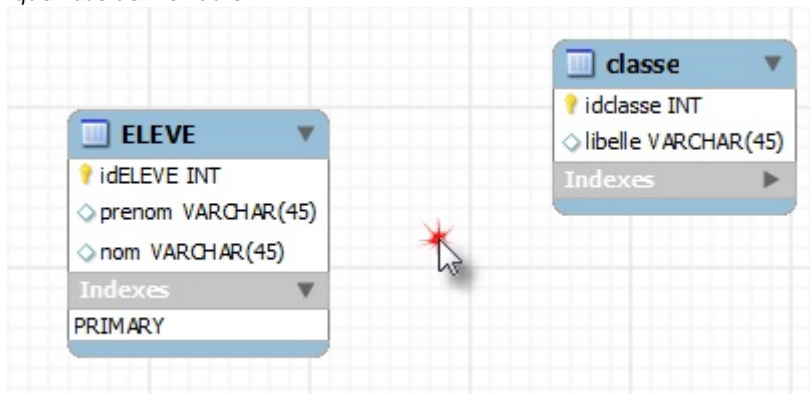 classe
idclasse INT
libelle VARCHAR(45)
Indexes
ELEVE
idELEVE INT
prenom VARCHAR(45)
nom VARCHAR(45)
Indexes
PRIMARY